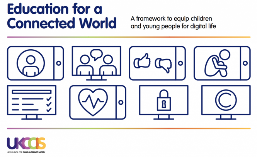 Education for a
Connected World
A framework to equip children
and young people for digital life
©
UKCIS